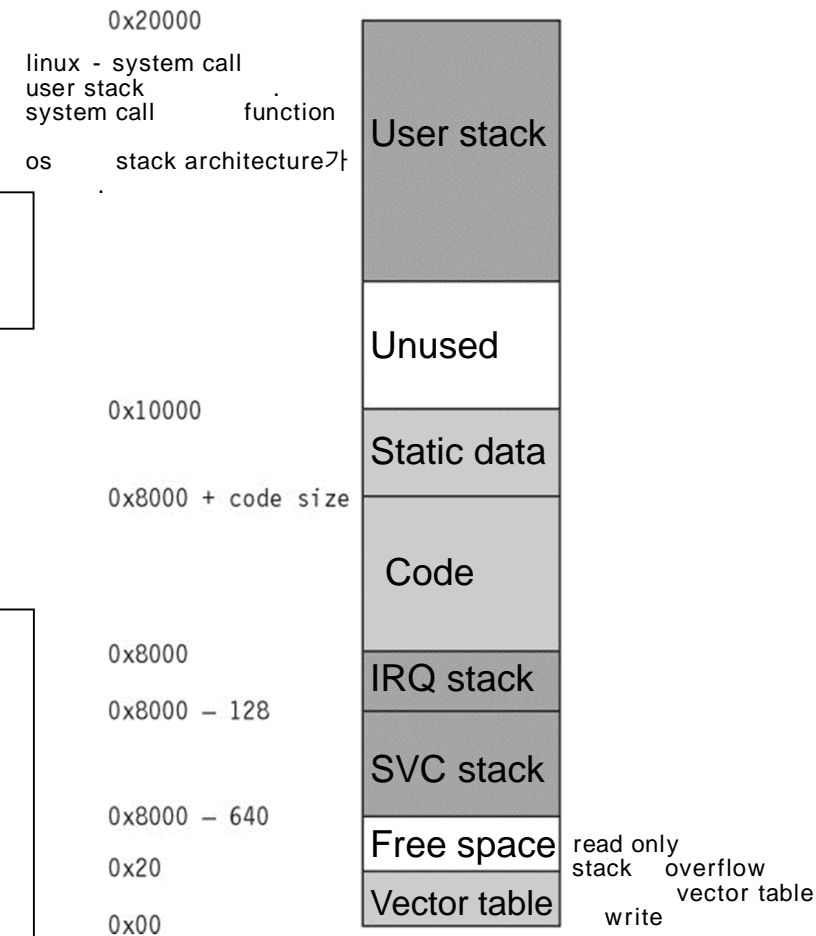 0x20000
linux - system call
user stack .
system call function
os stack architecture가
.
User stack
Unused
0x10000
Static data
0x8000 + code size
Code
0x8000
IRQ stack
0x8000 – 128
SVC stack
0x8000 – 640
Free space
read only
0x20
stack overflow
vector table
Vector table
write
0x00